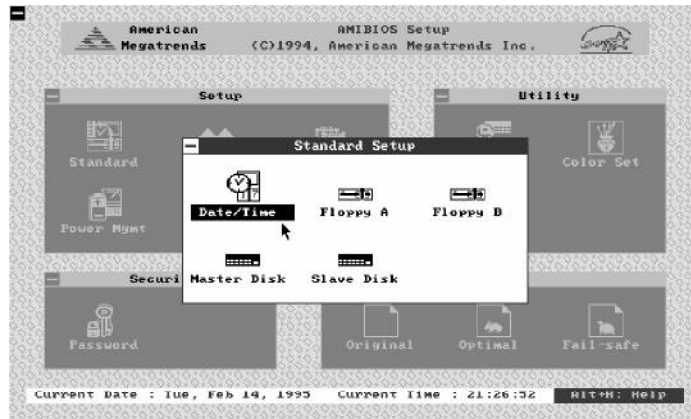 American
Megatrends
AMIBIOS Setup
(C)1994, American Megatrends Inc.
Setup
Utility
Standard
Color Set
Power Mgmt
Standard Setup
Date/Time
Floppy A
Floppy B
Master Disk
Slave Disk
Securi
Password
Original
Optimal
Fail-safe
Current Date : Tue, Feb 14, 1995
Current Time : 21:26:52
Alt+H: Help